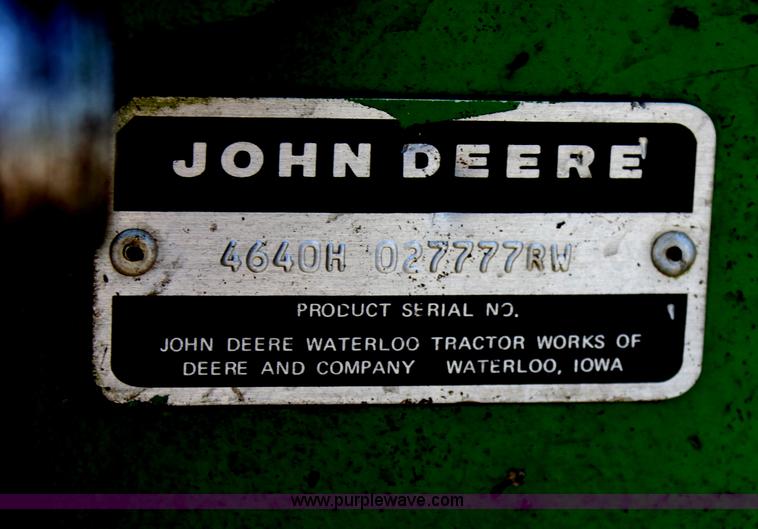 JOHN DEERE
4640H 027777RW
PRODUCT SERIAL NO.
JOHN DEERE WATERLOO TRACTOR WORKS OF
DEERE AND COMPANY WATERLOO, IOWA
www.purplewave.com